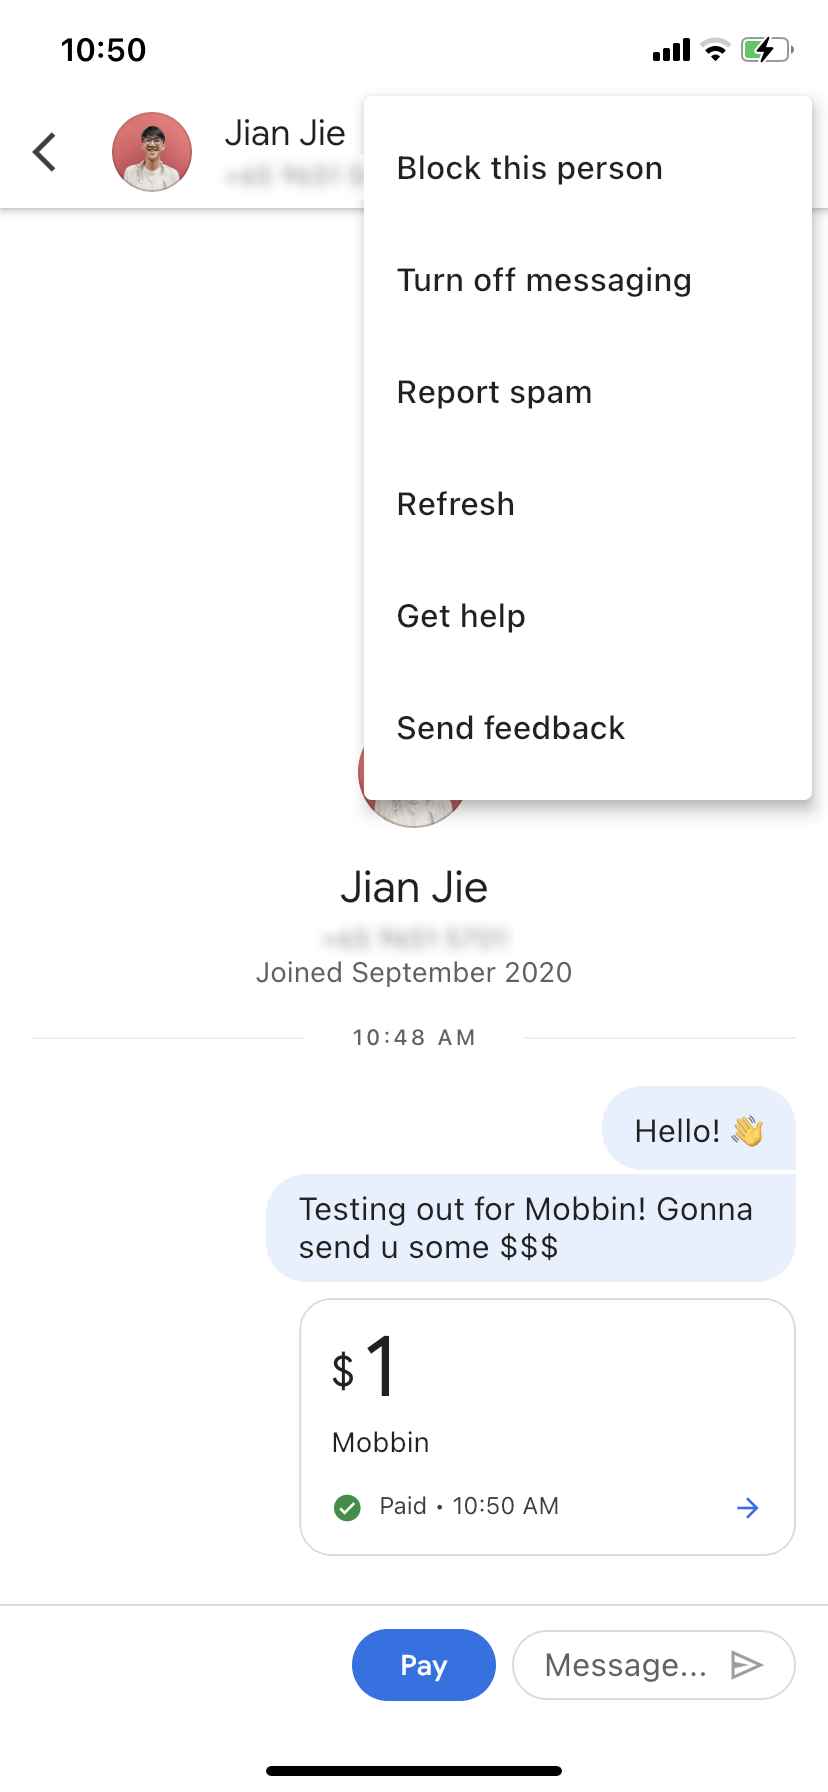 10:50
Jian Jie
Block this person
Turn off messaging
Report spam
Refresh
Get help
Send feedback
Jian Jie
Joined September 2020
10:48 AM
Hello! 👋
Testing out for Mobbin! Gonna
send u some $$$
$1
Mobbin
Paid • 10:50 AM
Pay
Message...